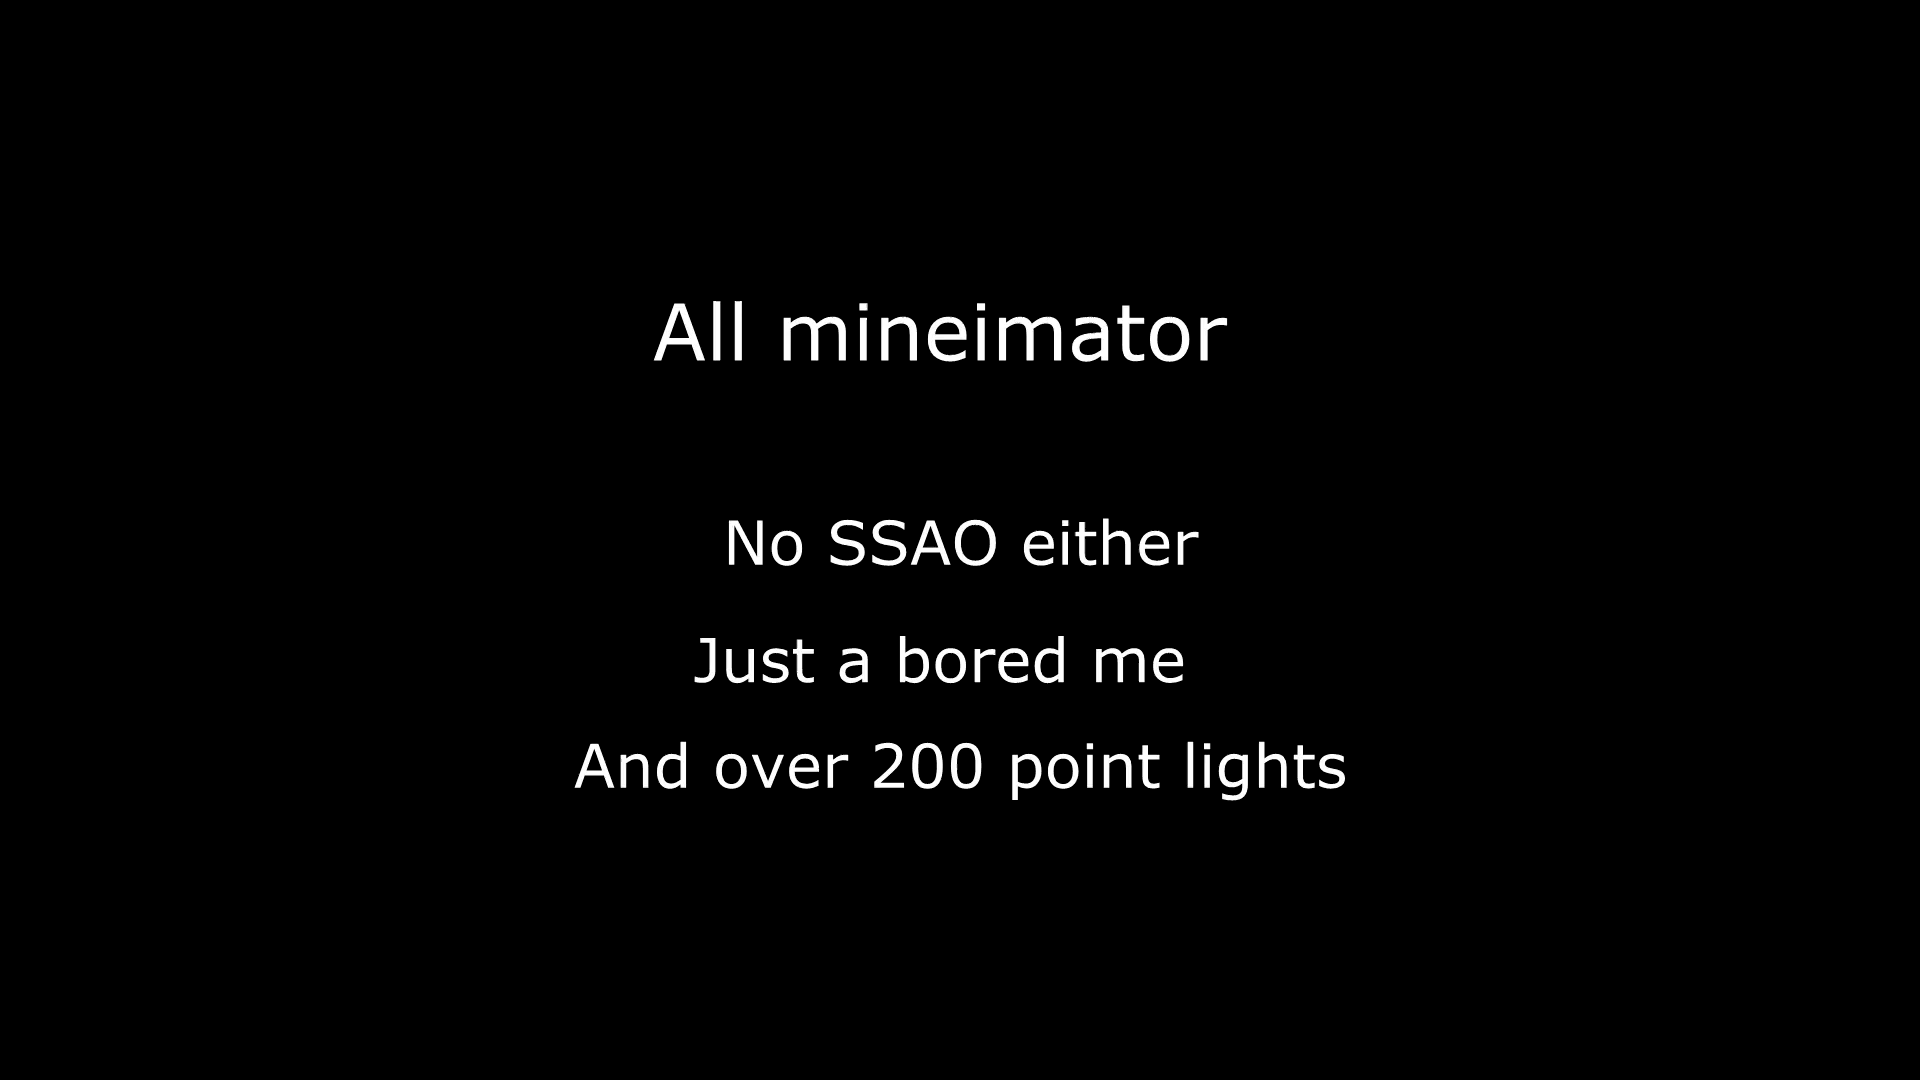 All mineimator
No SSAO either
Just a bored me
And over 200 point lights